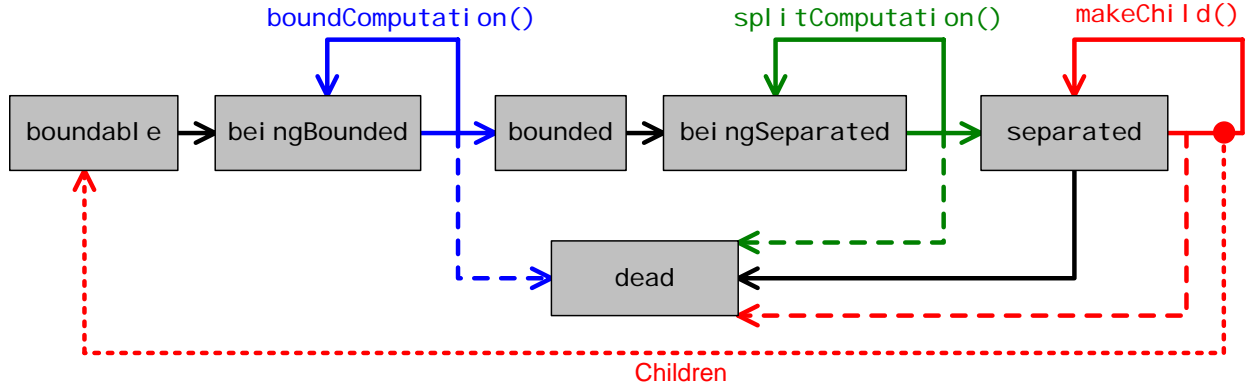 boundComputation() splitComputation() makeChild()
boundable beingBounded bounded beingSeparated separated
dead
Children